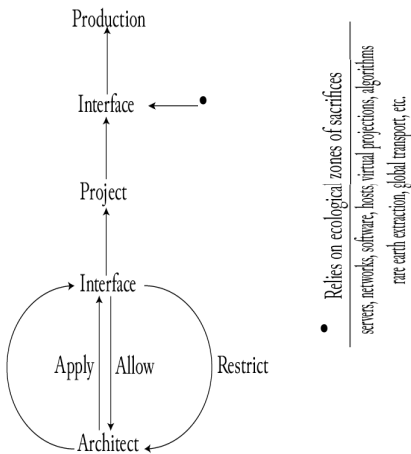 Production
Interface
Project
Interface
Apply
Allow
Restrict
Architect
• Relies on ecological zones of sacrifices
servers, networks, software, hosts, virtual projections, algorithms
rare earth extraction, global transport, etc.